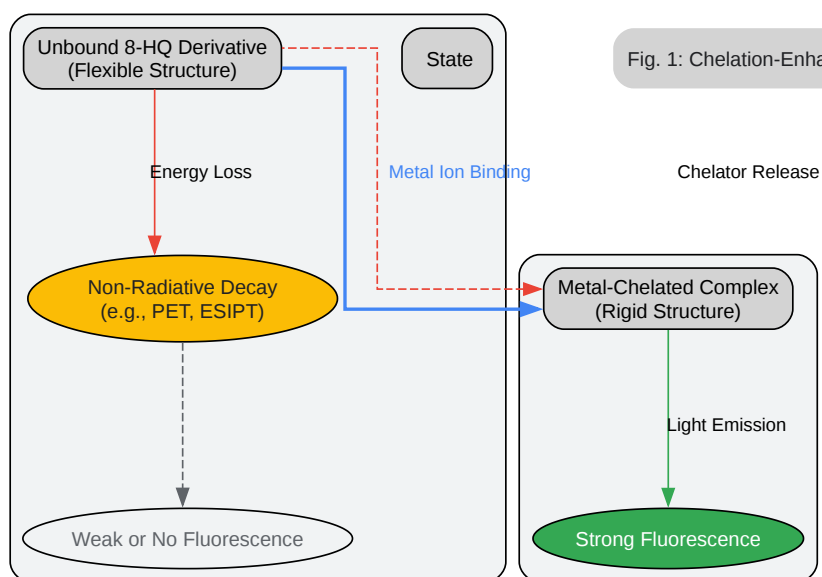 Unbound 8-HQ Derivative
(Flexible Structure)
State
Fig. 1: Chelation-Enha
Energy Loss
Metal Ion Binding
Chelator Release
Non-Radiative Decay
(e.g., PET, ESIPT)
Metal-Chelated Complex
(Rigid Structure)
Light Emission
Weak or No Fluorescence
Strong Fluorescence